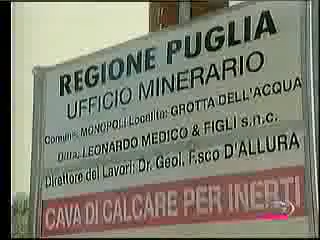 REGIONE PUGLIA
UFFICIO MINERARIO
Comune: MONOPOLI Località: GROTTA DELL'ACQUA
Ditta: LEONARDO MEDICO & FIGLI s.n.c.
Direttore dei Lavori: Dr. Geol. F.sco D'ALLURA
CAVA DI CALCARE PER INERTI